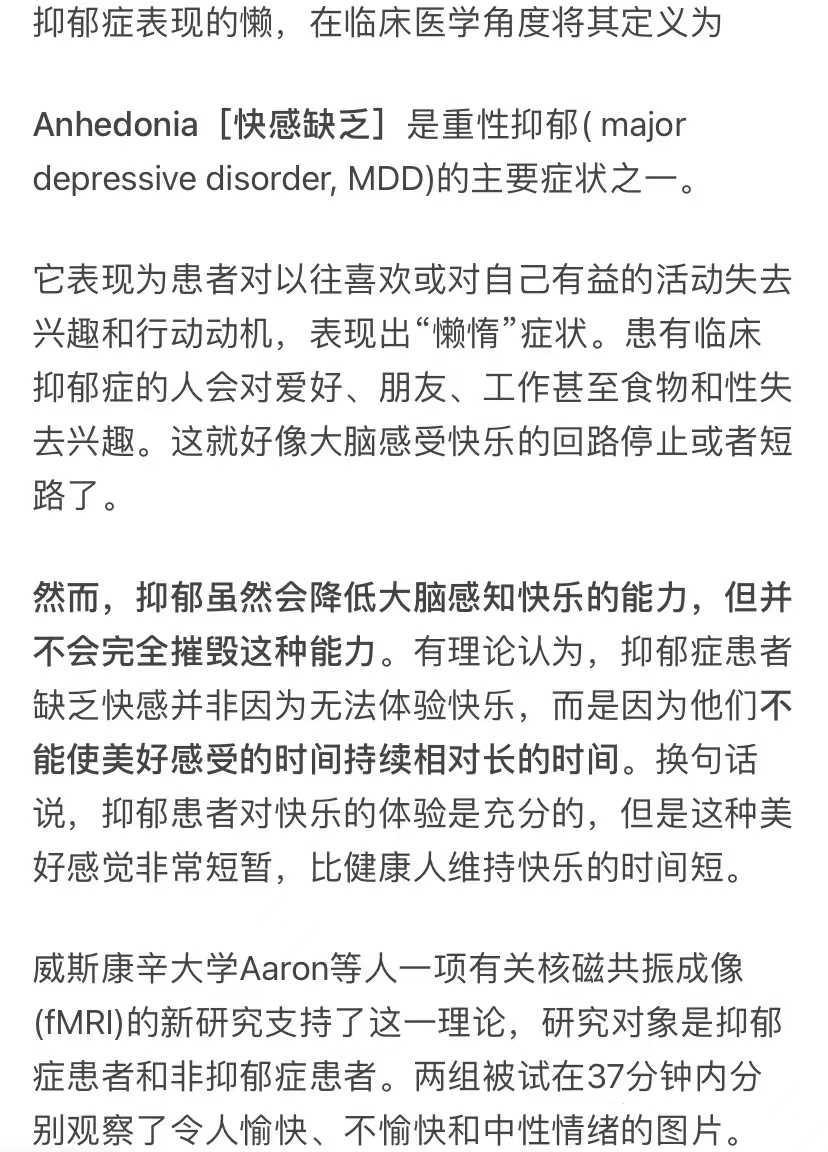 抑郁症表现的懒，在临床医学角度将其定义为
Anhedonia［快感缺乏］是重性抑郁( major
depressive disorder, MDD)的主要症状之一。
它表现为患者对以往喜欢或对自己有益的活动失去
兴趣和行动动机，表现出“懒惰”症状。患有临床
抑郁症的人会对爱好、朋友、工作甚至食物和性失
去兴趣。这就好像大脑感受快乐的回路停止或者短
路了。
然而，抑郁虽然会降低大脑感知快乐的能力，但并
不会完全摧毁这种能力。有理论认为，抑郁症患者
缺乏快感并非因为无法体验快乐，而是因为他们不
能使美好感受的时间持续相对长的时间。换句话
说，抑郁患者对快乐的体验是充分的，但是这种美
好感觉非常短暂，比健康人维持快乐的时间短。
威斯康辛大学Aaron等人一项有关核磁共振成像
(fMRI)的新研究支持了这一理论，研究对象是抑郁
症患者和非抑郁症患者。两组被试在37分钟内分
别观察了令人愉快、不愉快和中性情绪的图片。